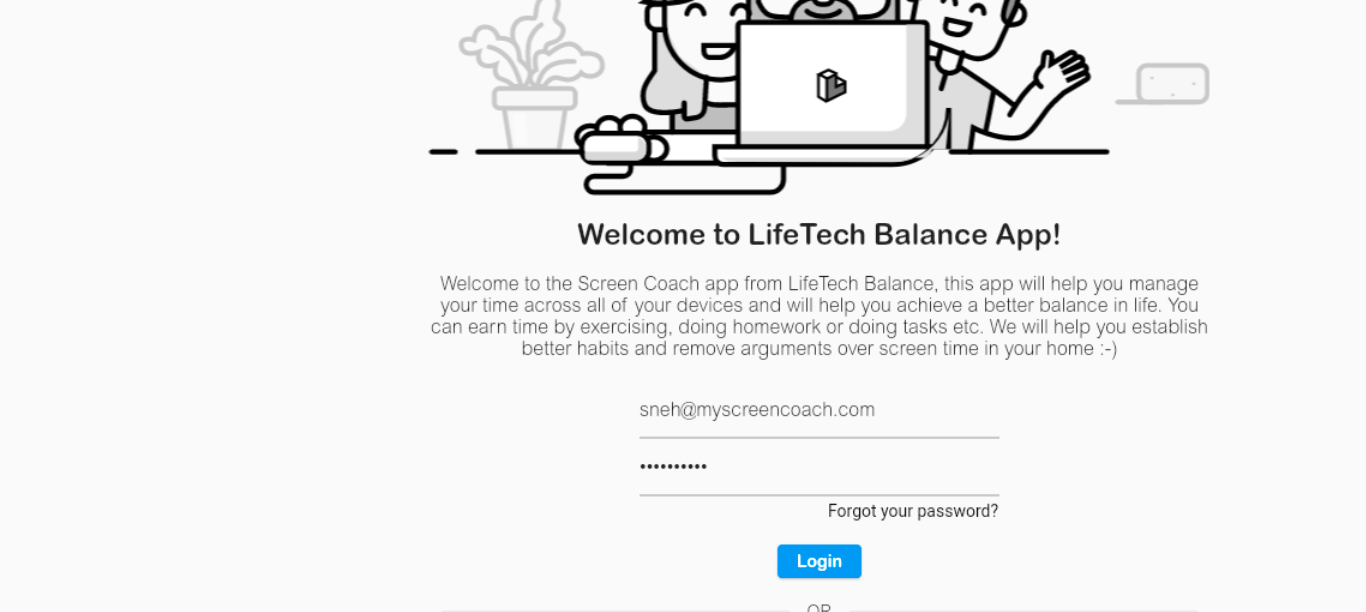 Welcome to LifeTech Balance App!
Welcome to the Screen Coach app from LifeTech Balance, this app will help you manage
your time across all of your devices and will help you achieve a better balance in life. You
can earn time by exercising, doing homework or doing tasks etc. We will help you establish
better habits and remove arguments over screen time in your home :-)
sneh@myscreencoach.com
••••••••••
Forgot your password?
Login
OR